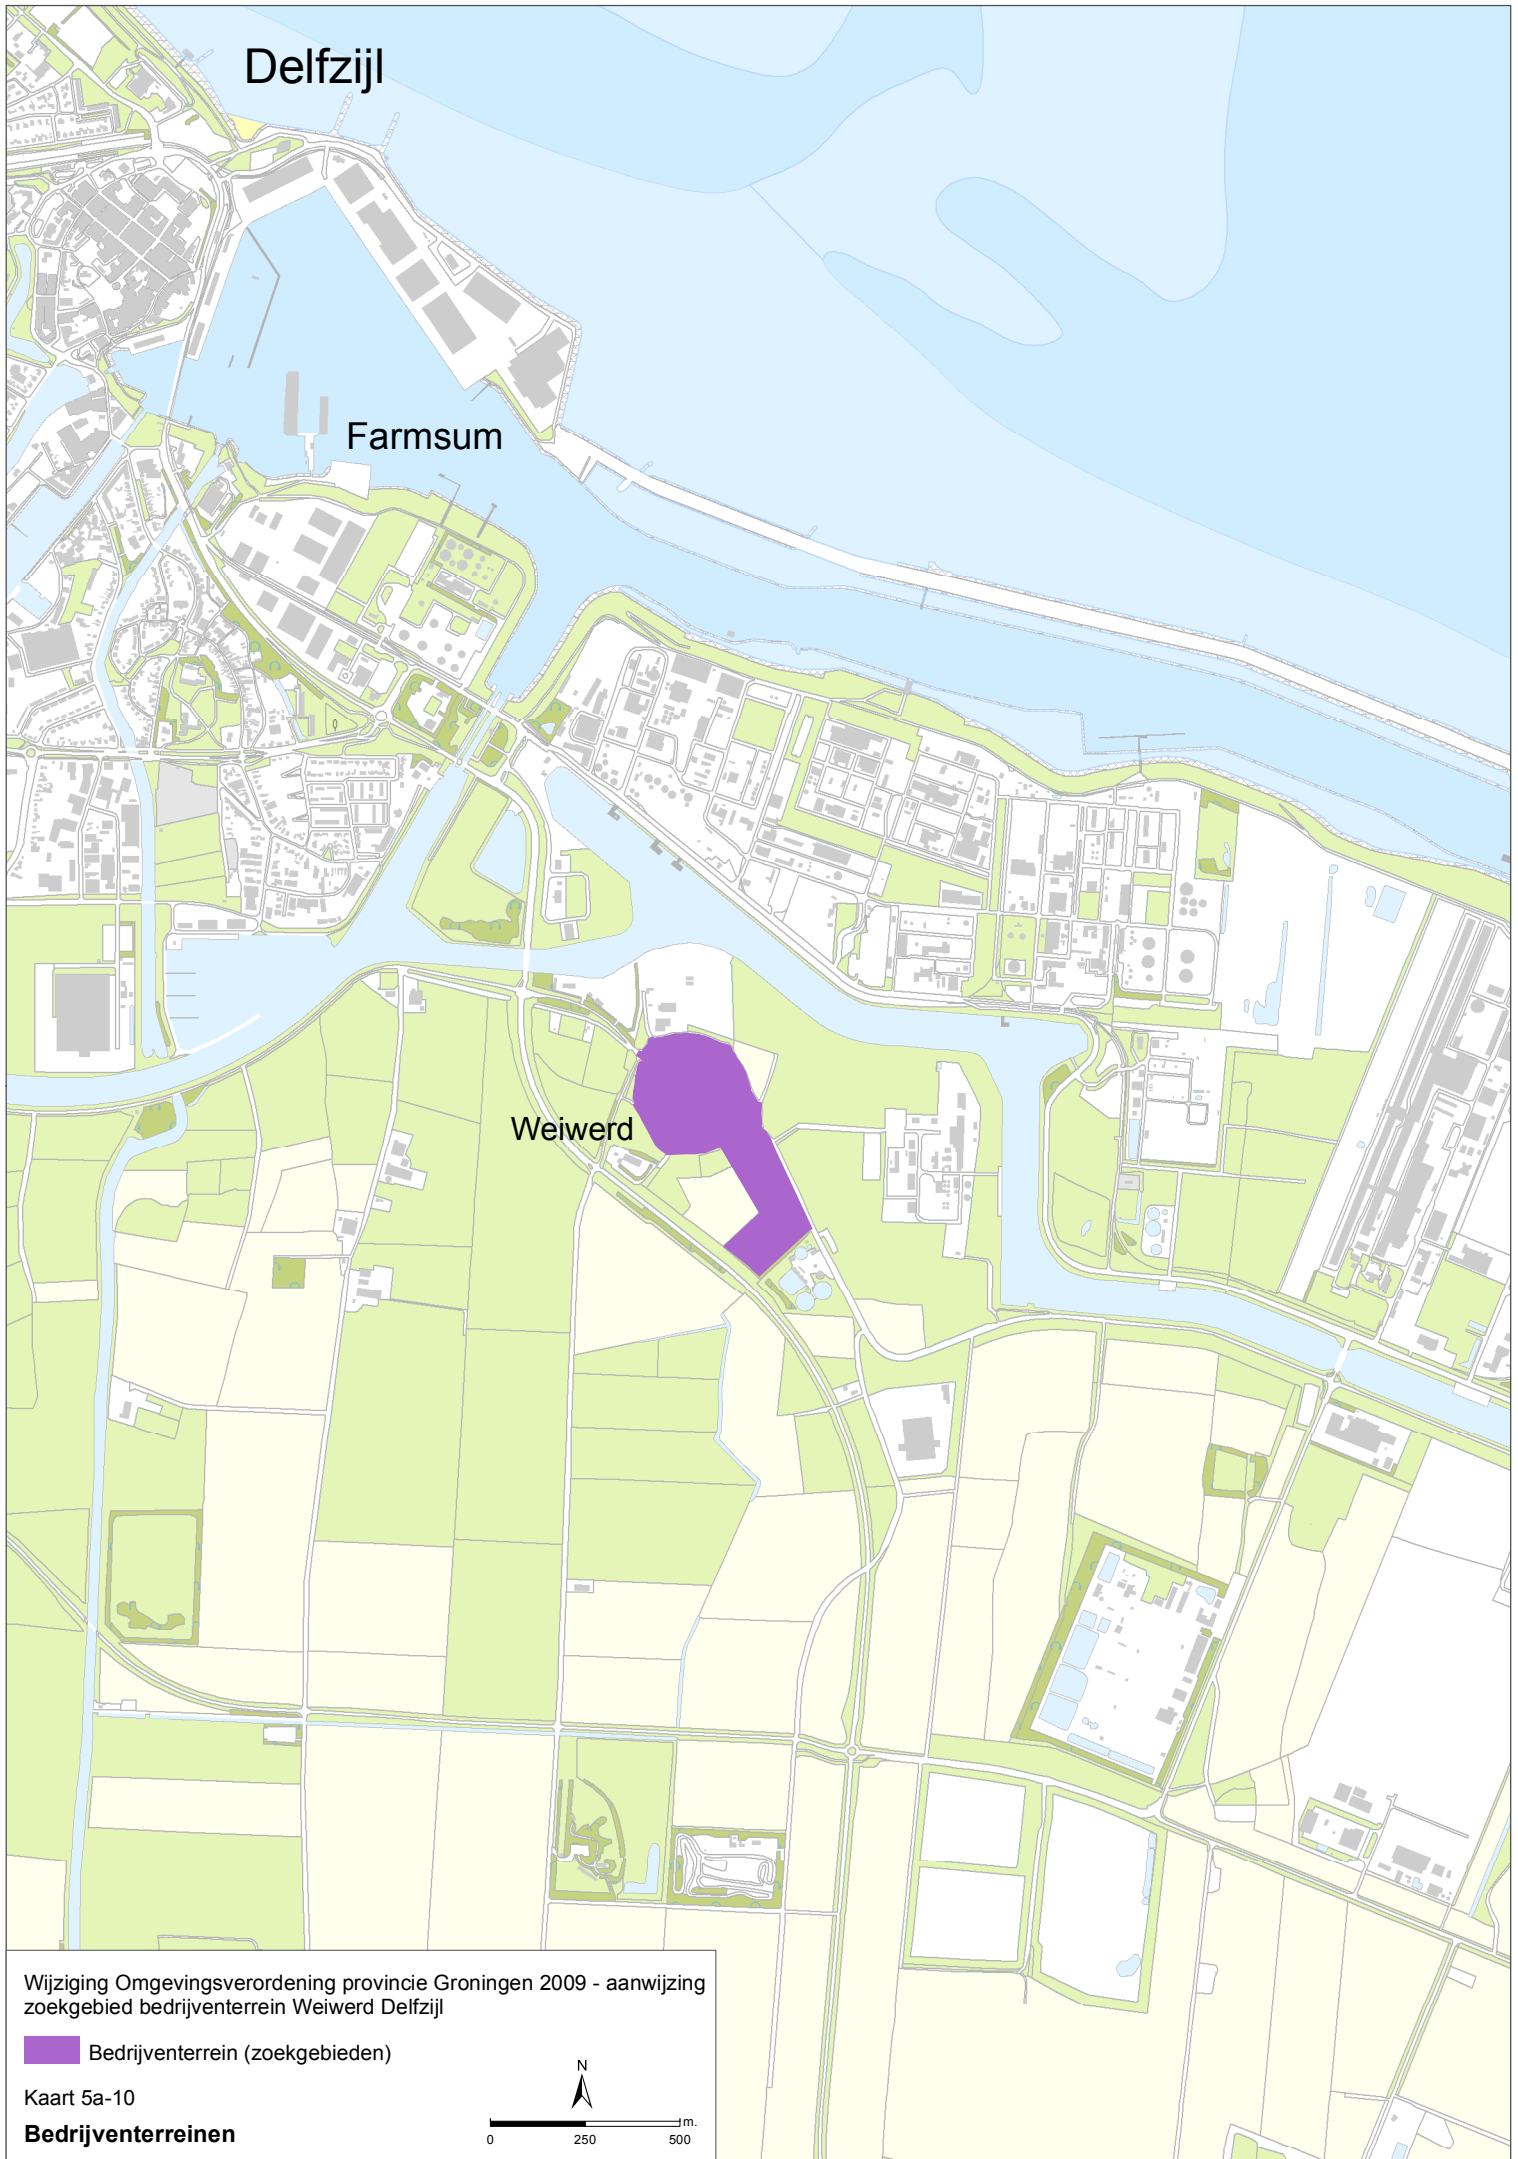 Delfzijl
Farmsum
Weiwerd
Wijziging Omgevingsverordening provincie Groningen 2009 - aanwijzing
zoekgebied bedrijventerrein Weiwerd Delfzijl
Bedrijventerrein (zoekgebieden)
Kaart 5a-10
Bedrijventerreinen
N
m.
0 250 500